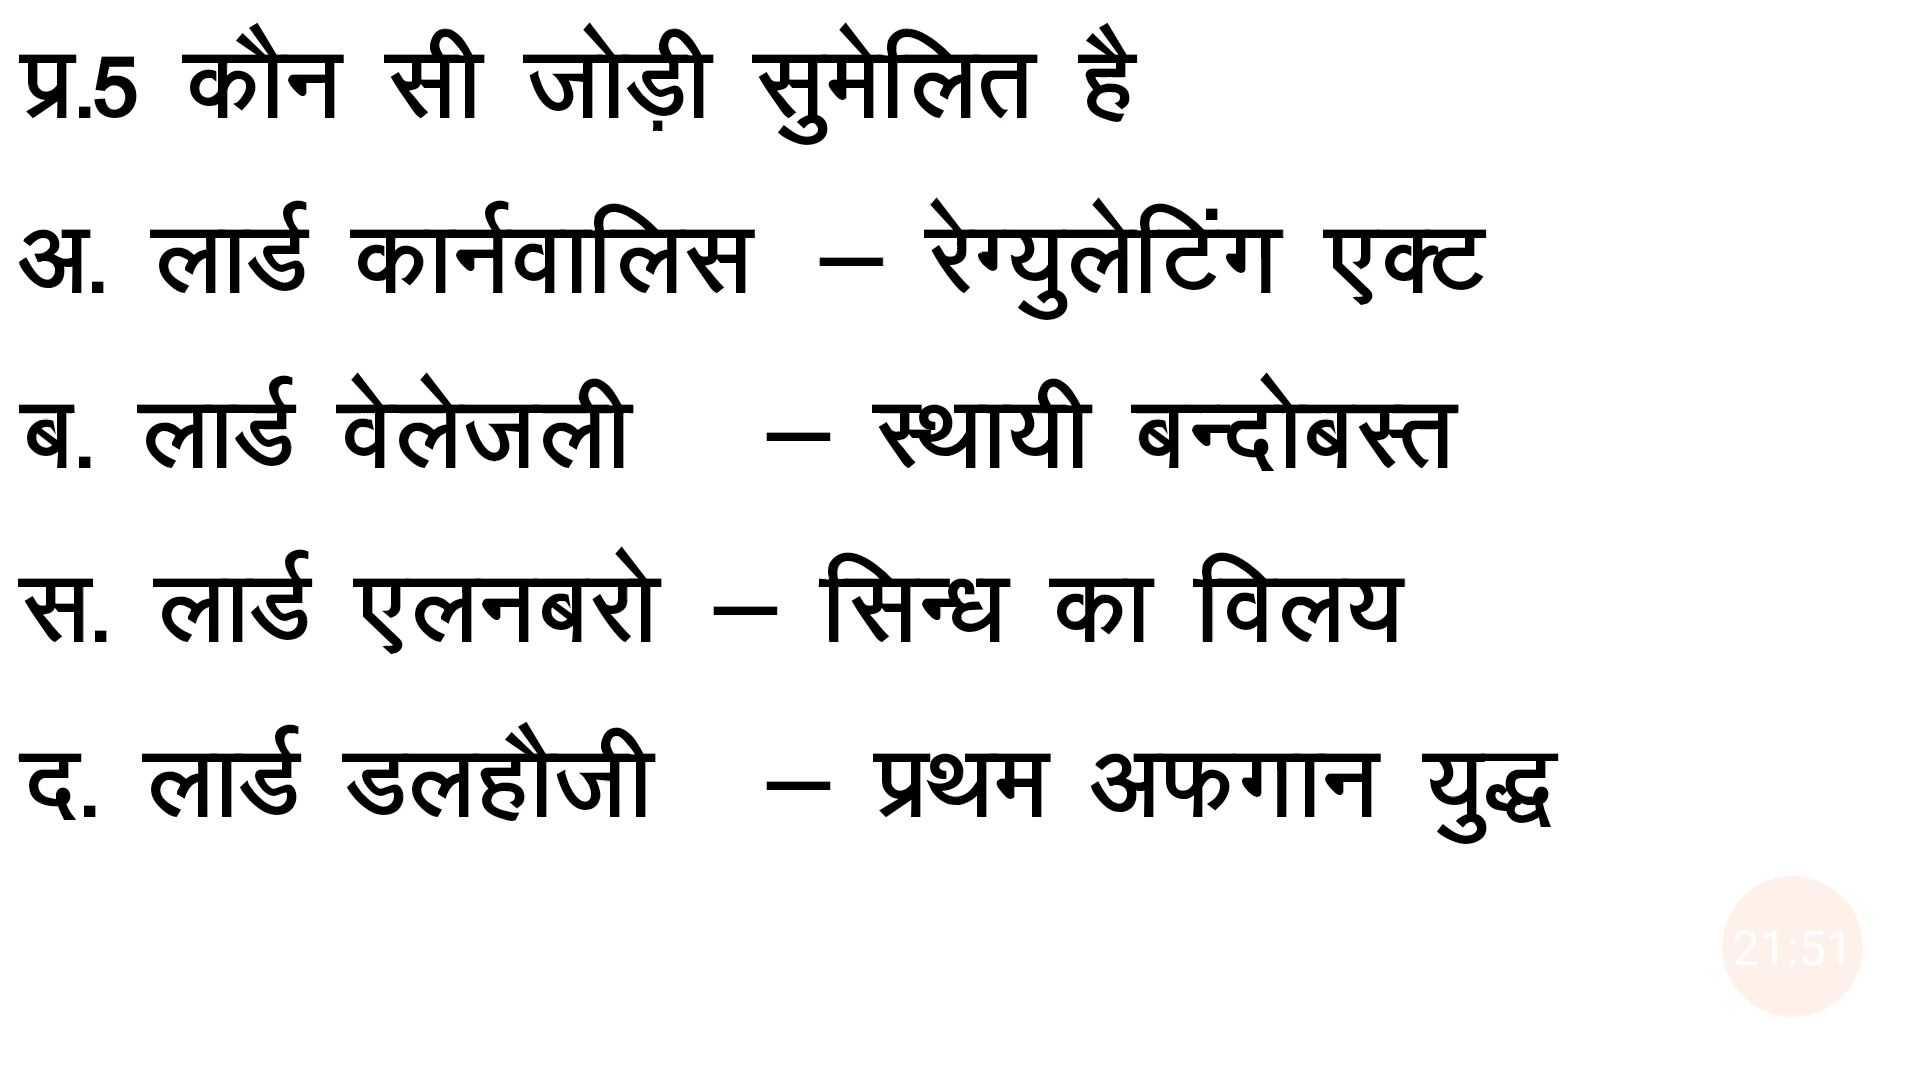 प्र.5 कौन सी जोड़ी सुमेलित है
अ. लार्ड कार्नवालिस – रेग्युलेटिंग एक्ट
ब. लार्ड वेलेजली – स्थायी बन्दोबस्त
स. लार्ड एलनबरो – सिन्ध का विलय
द. लार्ड डलहौजी – प्रथम अफगान युद्ध
21:51